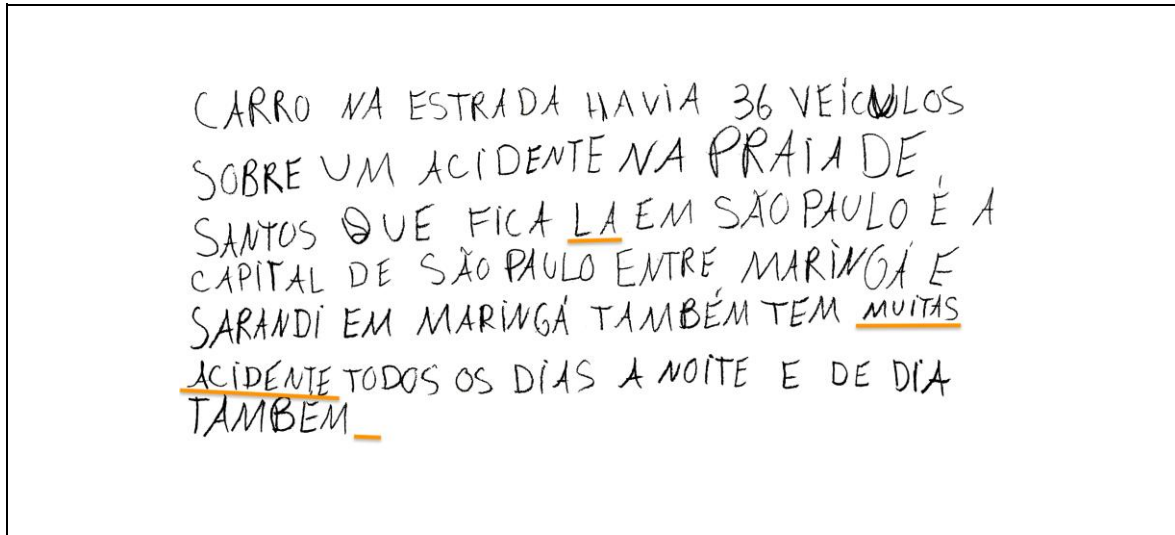 CARRO NA ESTRADA HAVIA 36 VEÍCULOS
SOBRE UM ACIDENTE NA PRAIA DE
SANTOS QUE FICA LA EM SÃO PAULO É A
CAPITAL DE SÃO PAULO ENTRE MARINGÁ E
SARANDI EM MARINGÁ TAMBÉM TEM MUITAS
ACIDENTE TODOS OS DIAS A NOITE E DE DIA
TAMBÉM